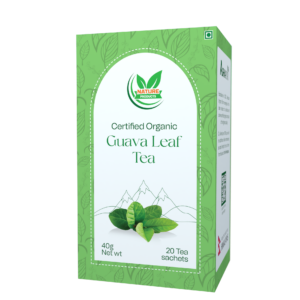 NATURE
Certified Organic
Guava Leaf
Tea
40g
Net wt
20 Tea
sachets